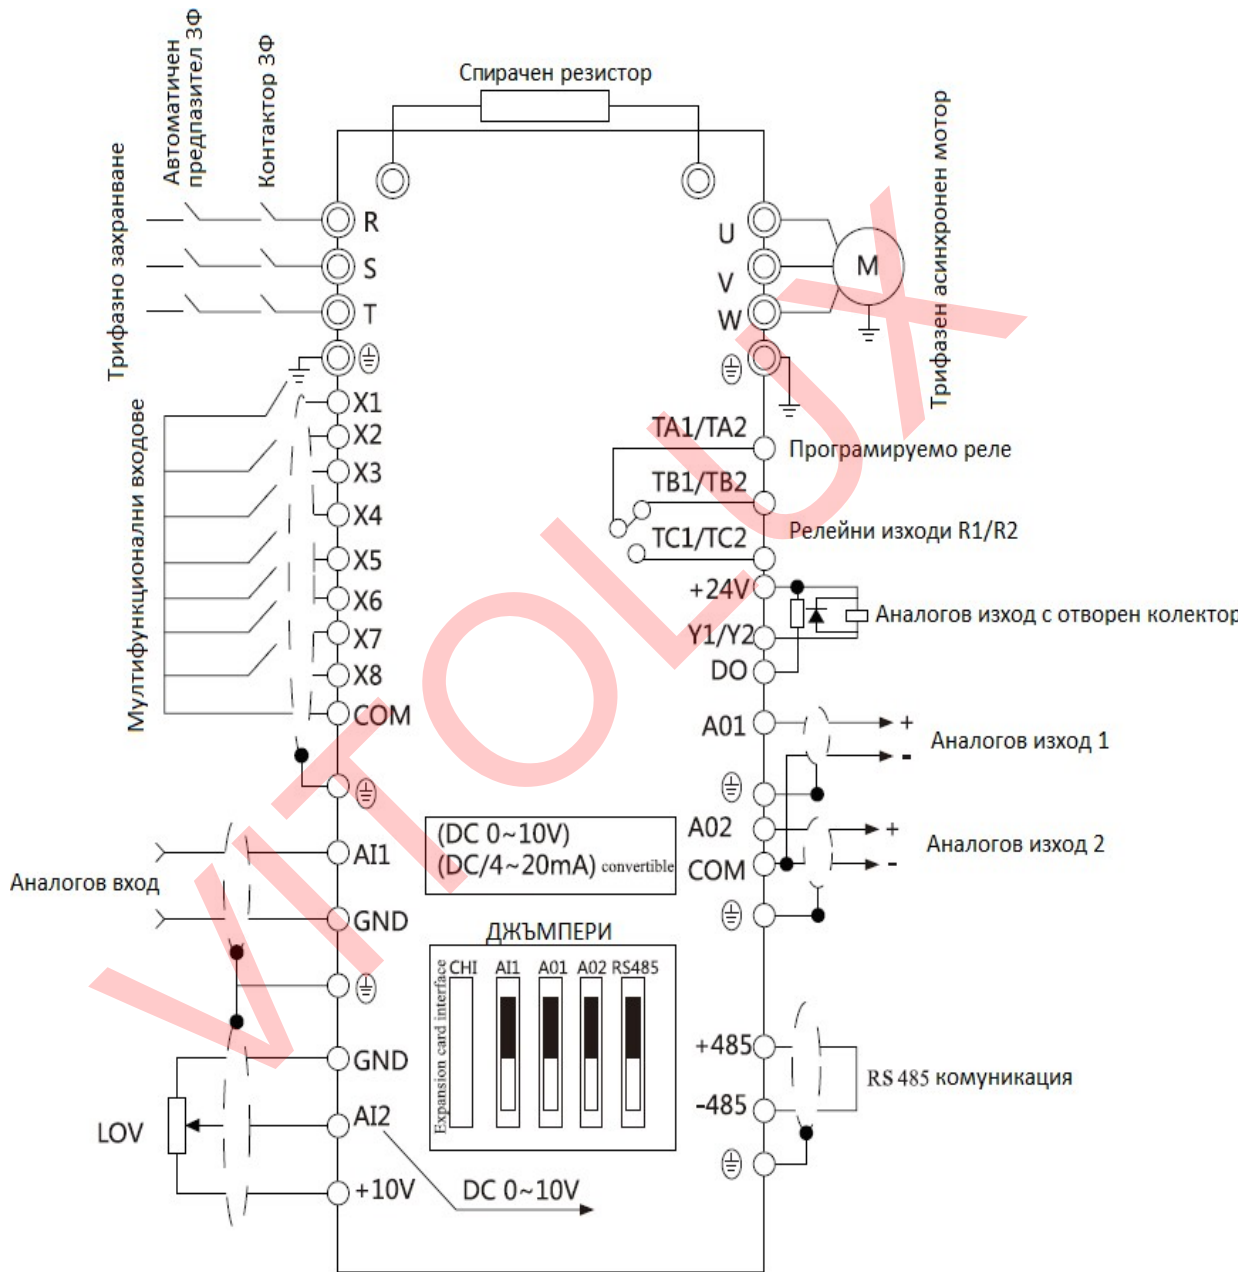 Спирачен резистор
Автоматичен
предпазител 3Ф
Контактор 3Ф
Трифазно захранване
R
S
T
U
V
W
M
Трифазен асинхронен мотор
Мултифункционални входове
X1
X2
X3
X4
X5
X6
X7
X8
COM
TA1/TA2
Програмируемо реле
TB1/TB2
TC1/TC2
Релейни изходи R1/R2
+24V
Y1/Y2
DO
Аналогов изход с отворен колектор
A01
+
-
Аналогов изход 1
A02
COM
+
-
Аналогов изход 2
(DC 0~10V)
(DC/4~20mA) convertible
Аналогов вход
AI1
GND
ДЖЪМПЕРИ
Expansion card interface
CHI AI1 A01 A02 RS485
GND
AI2
+10V
LOV
DC 0~10V
+485
-485
RS 485 комуникация
VITOLUX